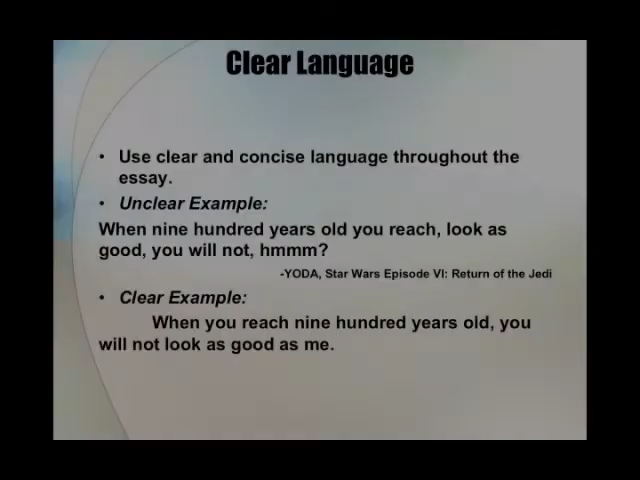 Clear Language
• Use clear and concise language throughout the
essay.
• Unclear Example:
When nine hundred years old you reach, look as
good, you will not, hmmm?
-YODA, Star Wars Episode VI: Return of the Jedi
• Clear Example:
When you reach nine hundred years old, you
will not look as good as me.